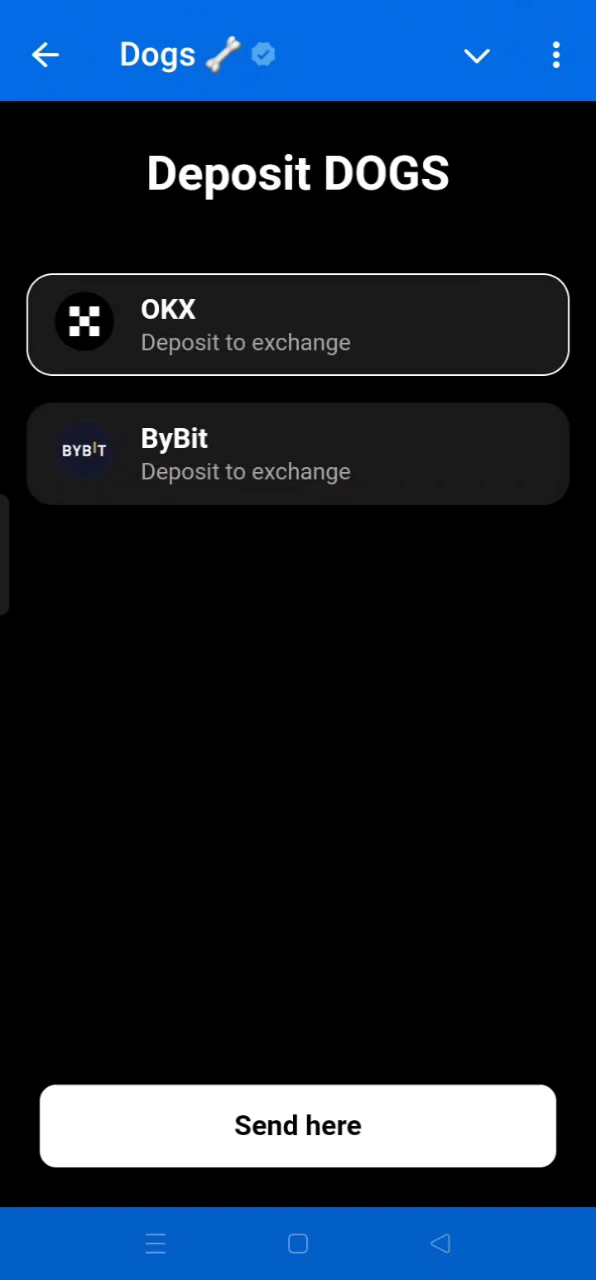 Dogs 🦴
Deposit DOGS
OKX
Deposit to exchange
BYBIT
ByBit
Deposit to exchange
Send here